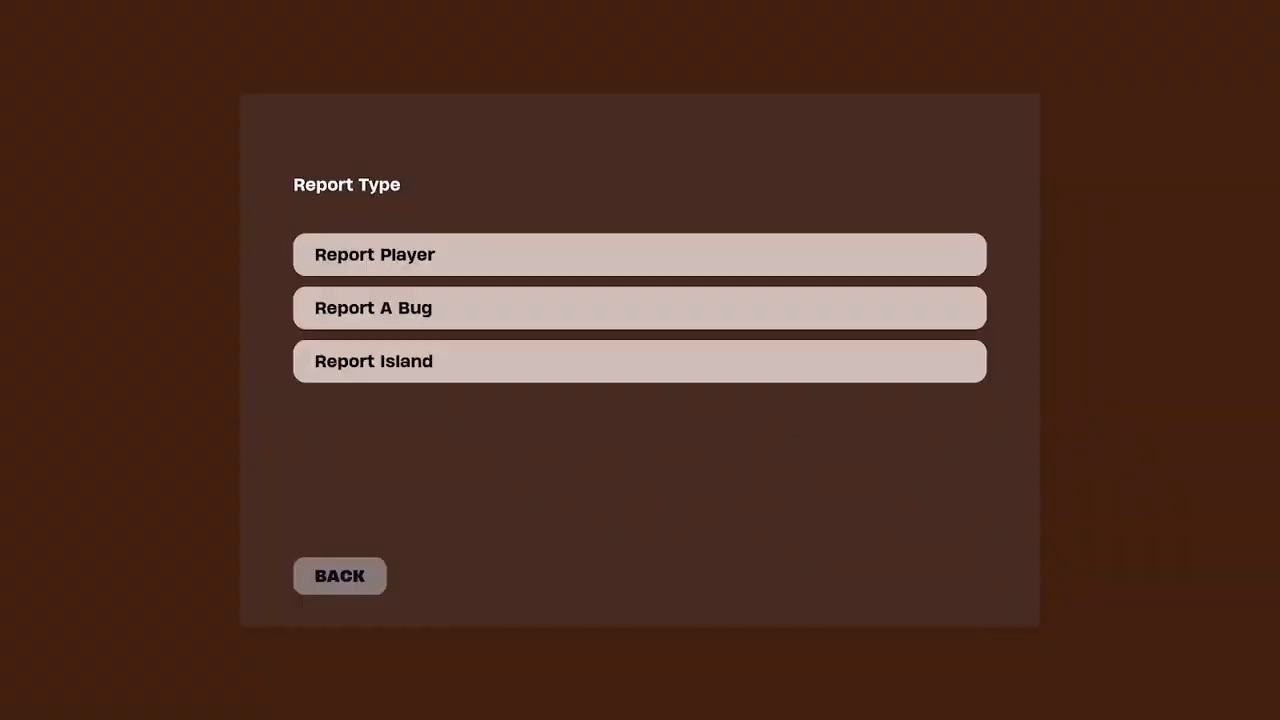 Report Type
Report Player
Report A Bug
Report Island
BACK